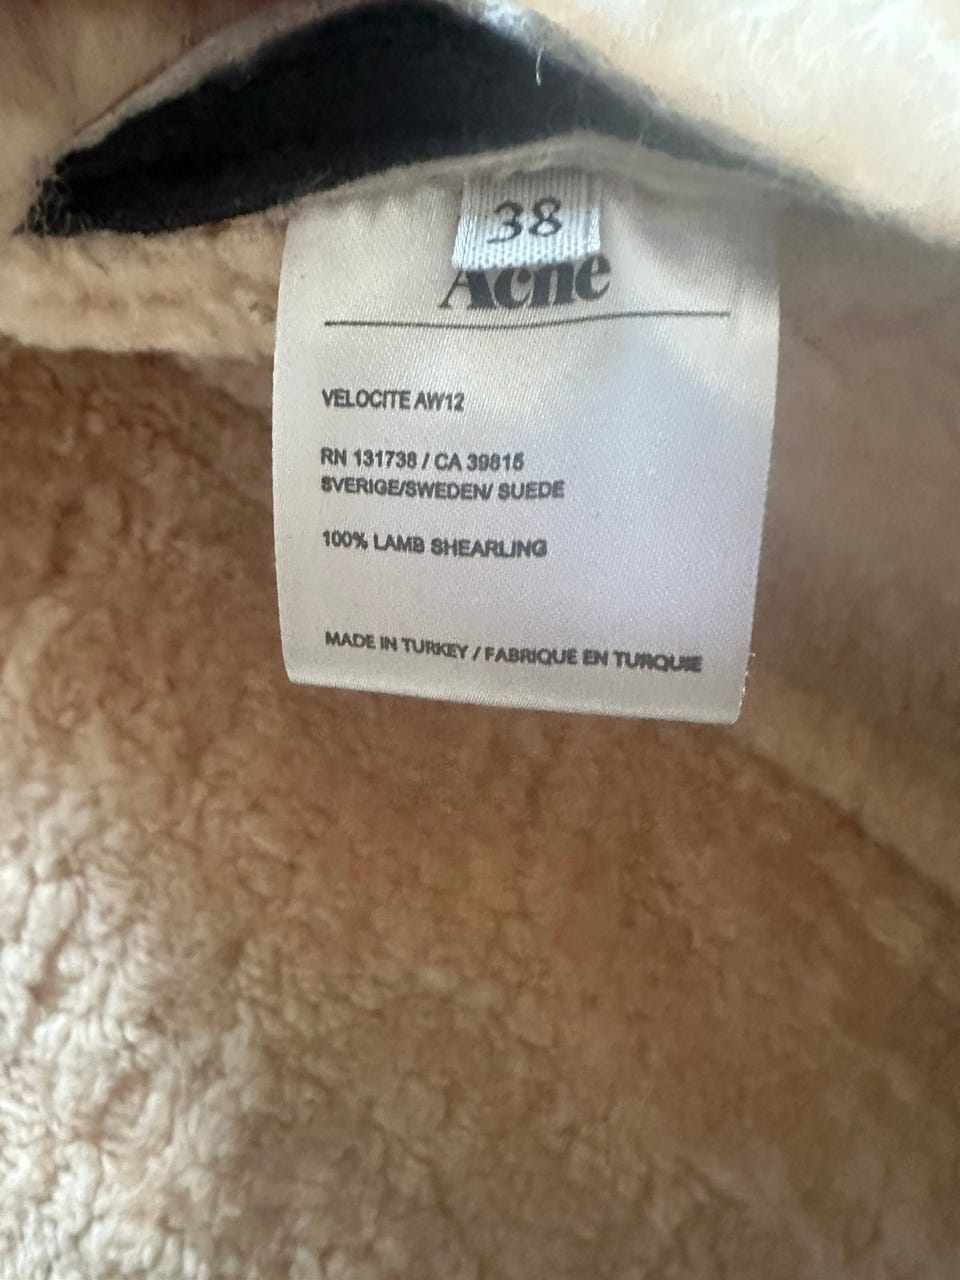 38
Acne
VELOCITE AW12
RN 131738 / CA 39815
SVERIGE/SWEDEN/ SUEDE
100% LAMB SHEARLING
MADE IN TURKEY / FABRIQUE EN TURQUIE